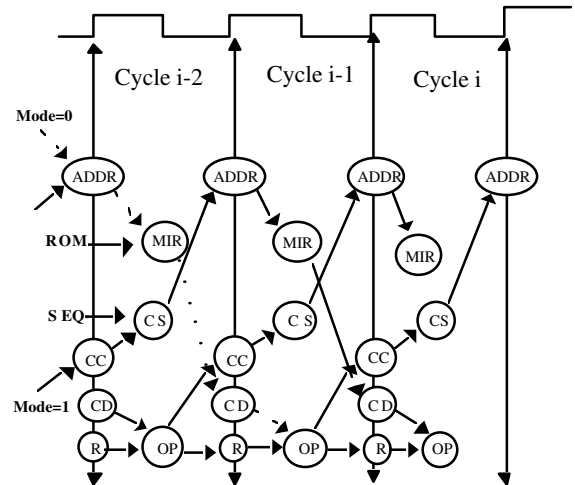 Cycle i-2 Cycle i-1 Cycle i
Mode=0
ADDR ADDR ADDR ADDR
ROM MIR MIR MIR
SEQ CS CS CS
CC CC CC
Mode=1 CD CD CD
R OP R OP R OP